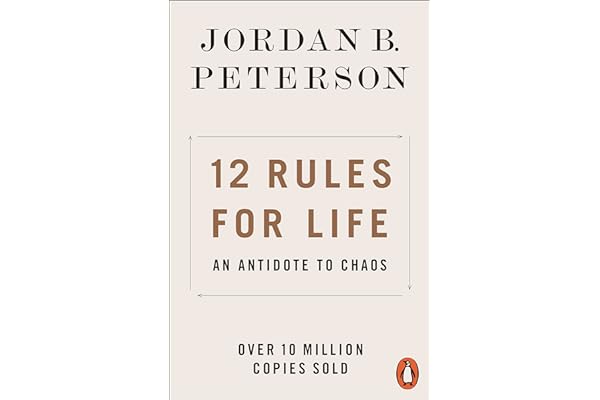 JORDAN B.
PETERSON
12 RULES
FOR LIFE
AN ANTIDOTE TO CHAOS
OVER 10 MILLION
COPIES SOLD